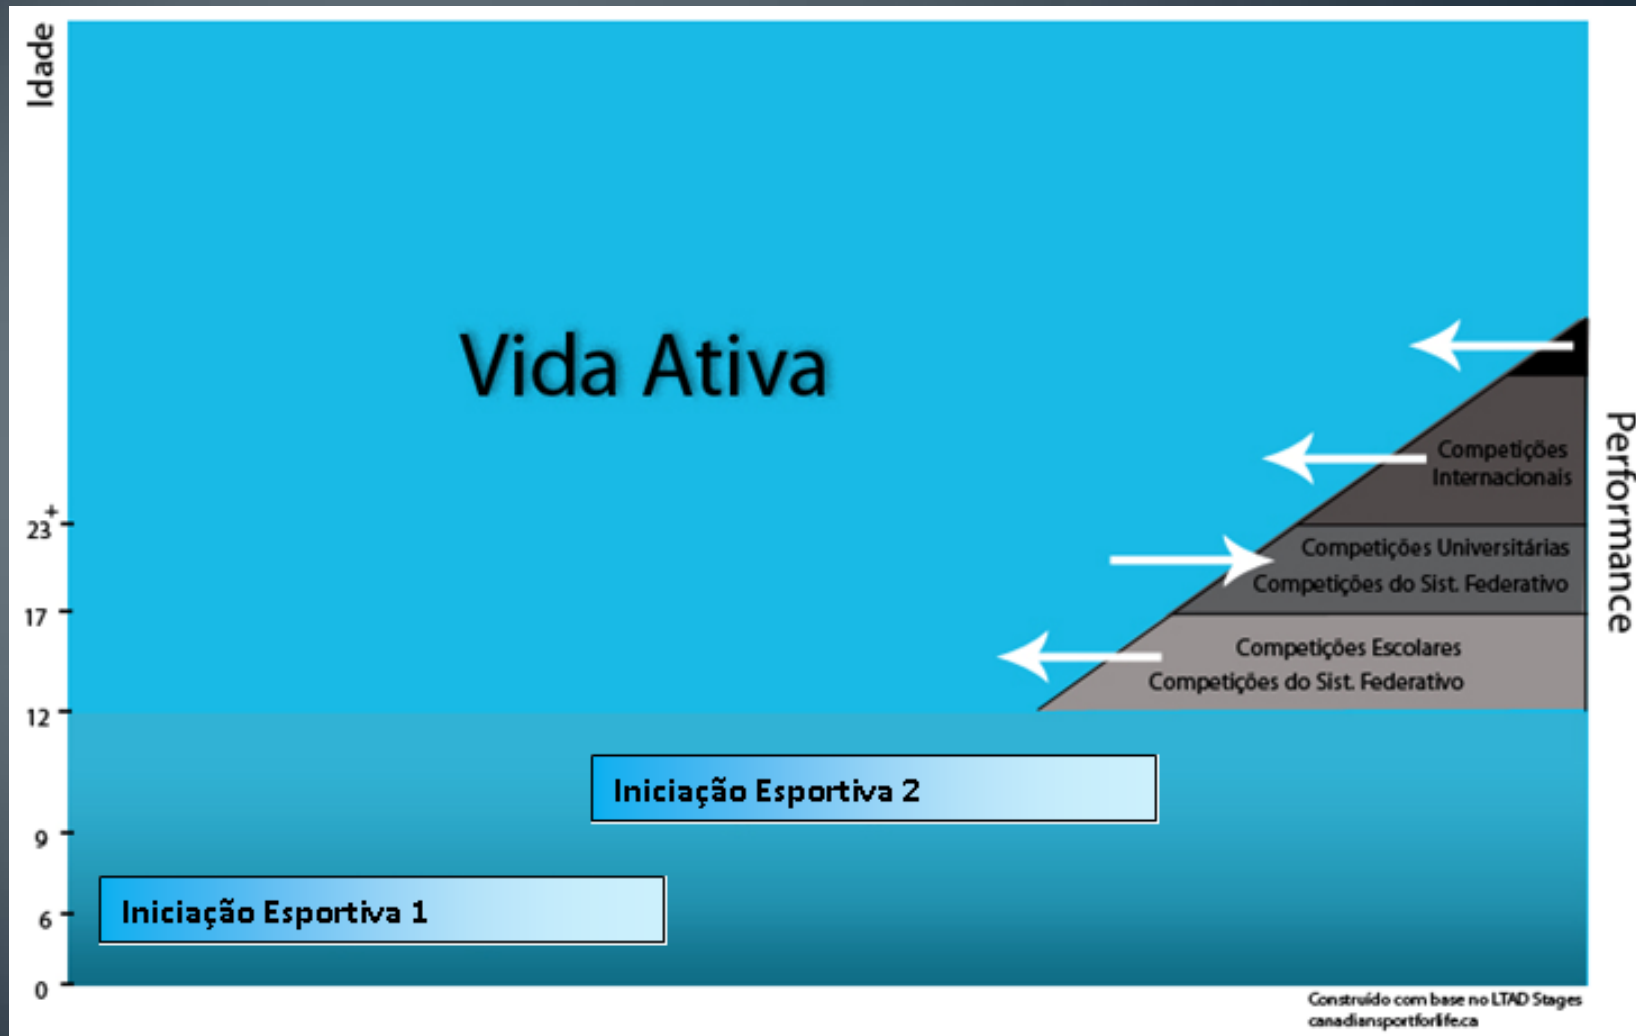 Idade
Vida Ativa
Competições
Internacionais
Performance
23+
Competições Universitárias
Competições do Sist. Federativo
17
Competições Escolares
Competições do Sist. Federativo
12
Iniciação Esportiva 2
9
Iniciação Esportiva 1
6
0
Construído com base no LTAD Stages
canadiansportforlife.ca